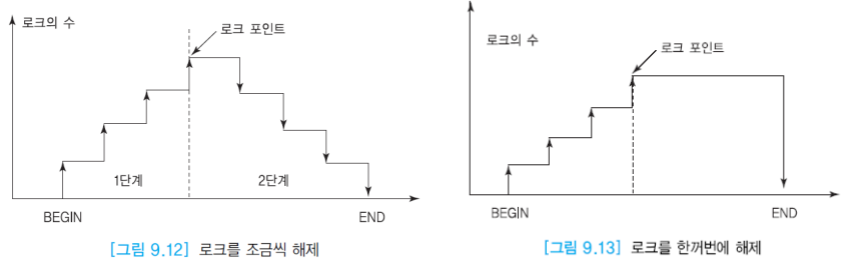 로크의 수
로크 포인트
1단계
2단계
BEGIN
END
[그림 9.12] 로크를 조금씩 해제
로크의 수
로크 포인트
BEGIN
END
[그림 9.13] 로크를 한꺼번에 해제